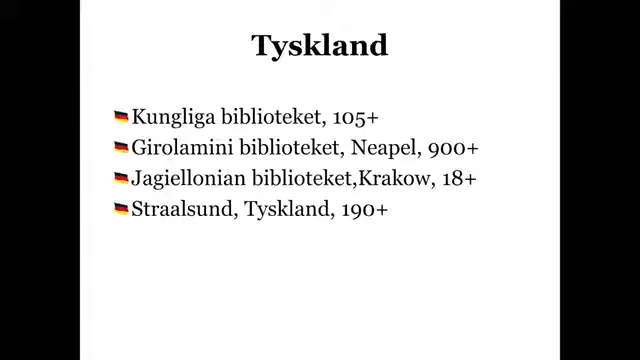 Tyskland
Kungliga biblioteket, 105+
Girolamini biblioteket, Neapel, 900+
Jagiellonian biblioteket,Krakow, 18+
Straalsund, Tyskland, 190+